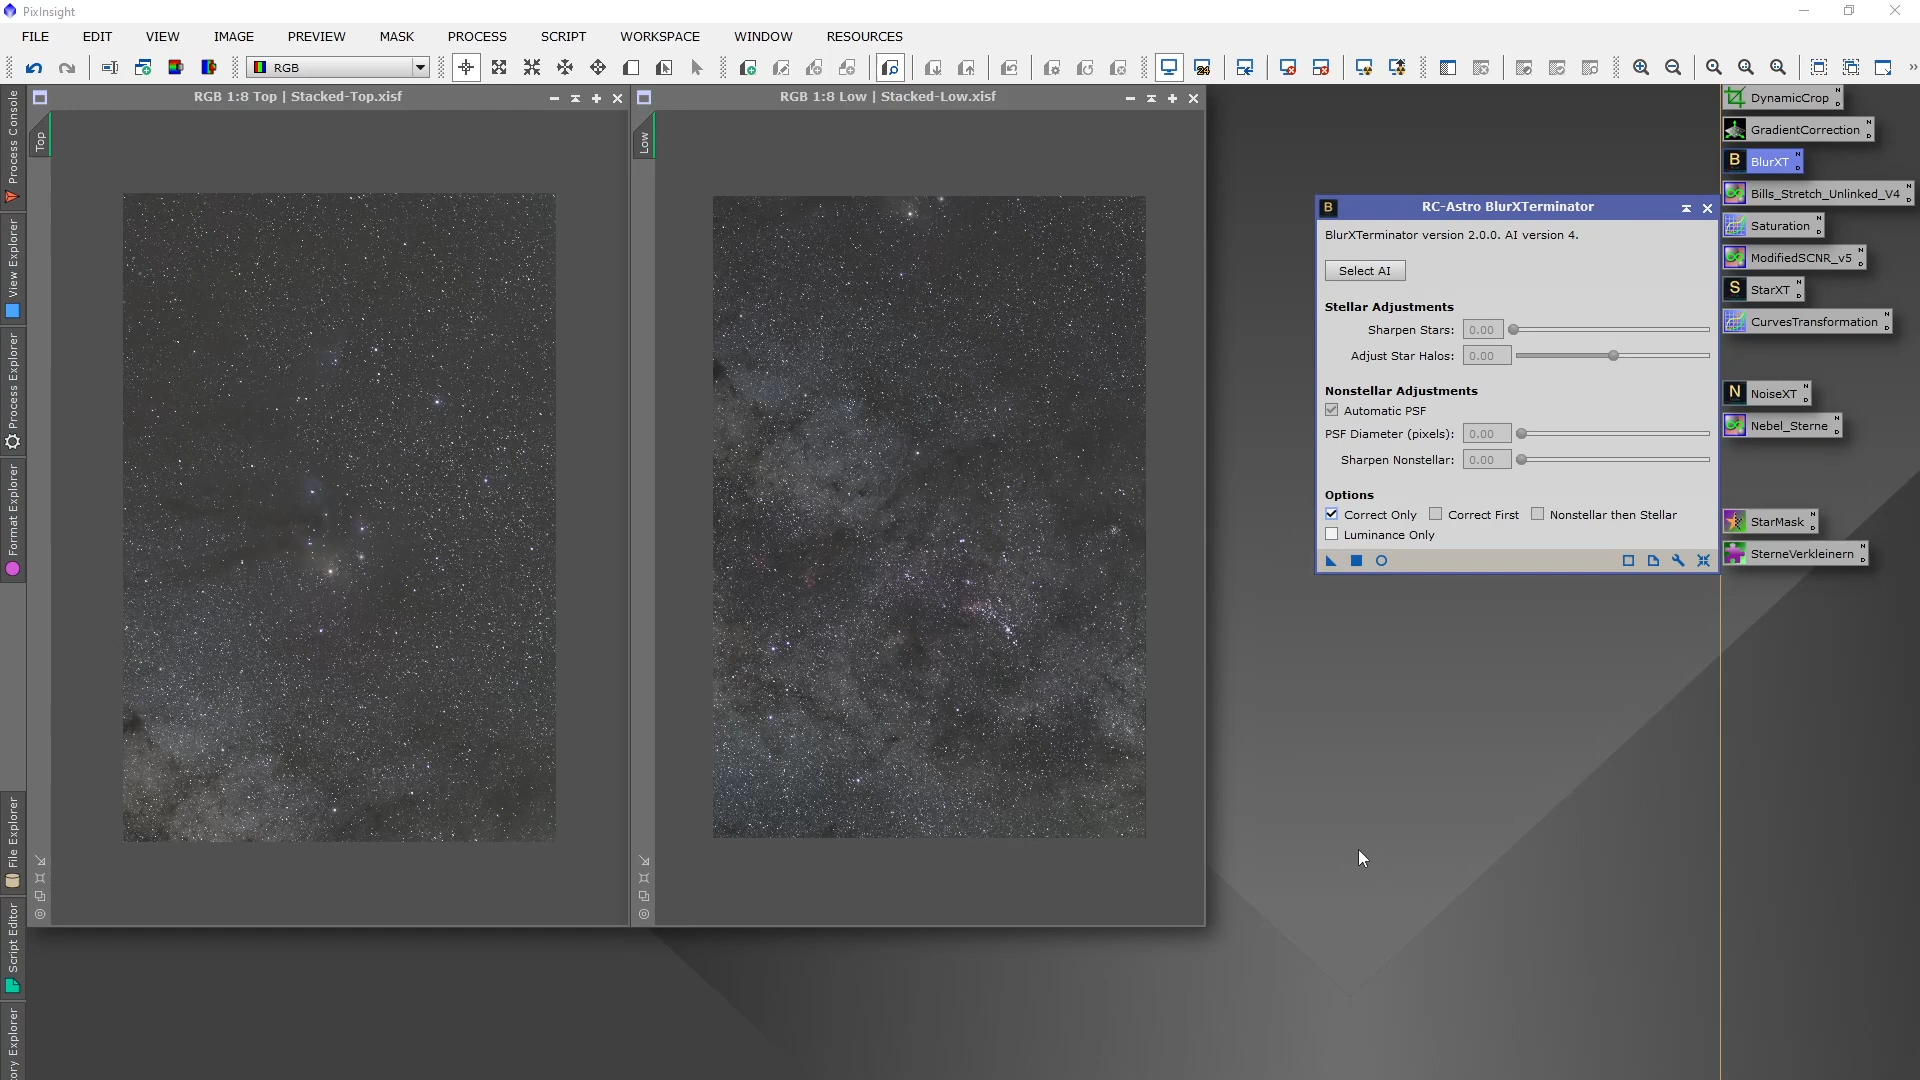 PixInsight
FILE EDIT VIEW IMAGE PREVIEW MASK PROCESS SCRIPT WORKSPACE WINDOW RESOURCES
RGB
24
Process Console
View Explorer
Process Explorer
Format Explorer
File Explorer
Script Editor
ory Explorer
RGB 1:8 Top | Stacked-Top.xisf
Top
RGB 1:8 Low | Stacked-Low.xisf
Low
B RC-Astro BlurXTerminator
BlurXTerminator version 2.0.0. AI version 4.
Select AI
Stellar Adjustments
Sharpen Stars: 0.00
Adjust Star Halos: 0.00
Nonstellar Adjustments
Automatic PSF
PSF Diameter (pixels): 0.00
Sharpen Nonstellar: 0.00
Options
Correct Only Correct First Nonstellar then Stellar
Luminance Only
DynamicCrop N D
GradientCorrection N D
B BlurXT N D
Bills_Stretch_Unlinked_V4 N D
Saturation N D
ModifiedSCNR_v5 N D
S StarXT N D
CurvesTransformation N D
N NoiseXT N D
Nebel_Sterne N D
StarMask N D
SterneVerkleinern N D